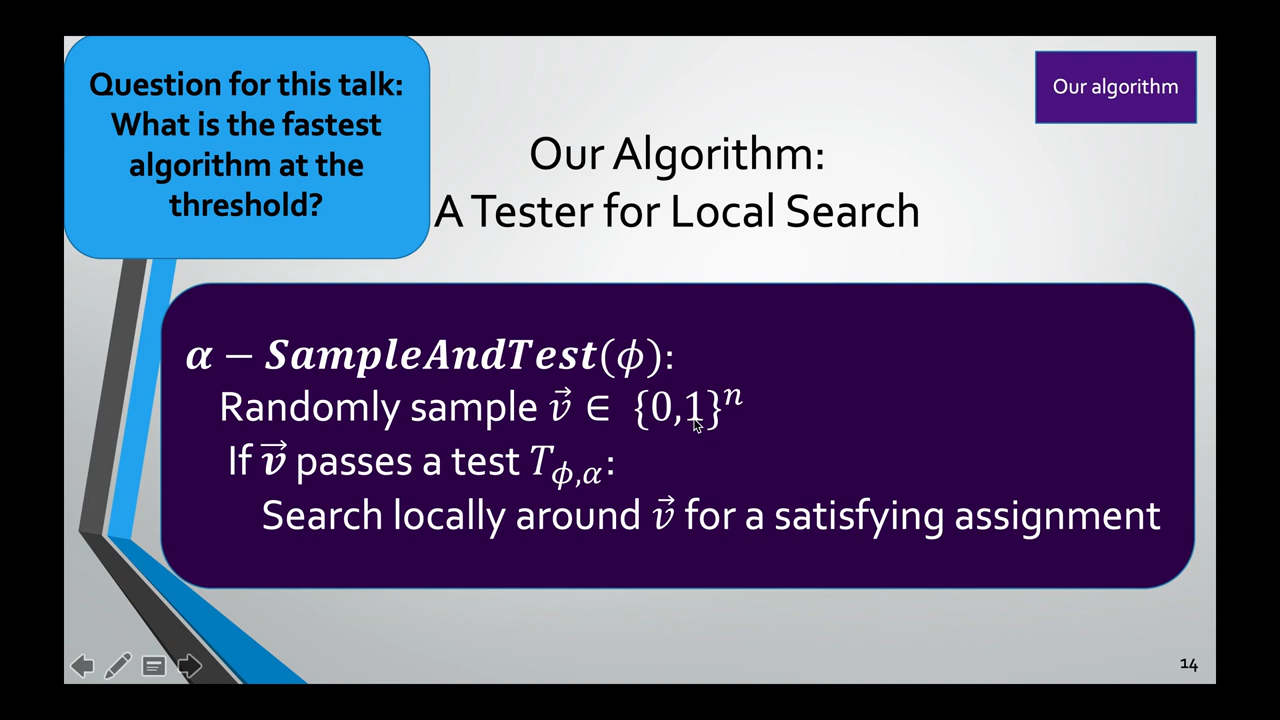 Question for this talk:
What is the fastest
algorithm at the
threshold?
Our algorithm
Our Algorithm:
A Tester for Local Search
α − SampleAndTest(ϕ):
Randomly sample v⃗ ∈ {0,1}ⁿ
If v⃗ passes a test T_{ϕ,α}:
Search locally around v⃗ for a satisfying assignment
14